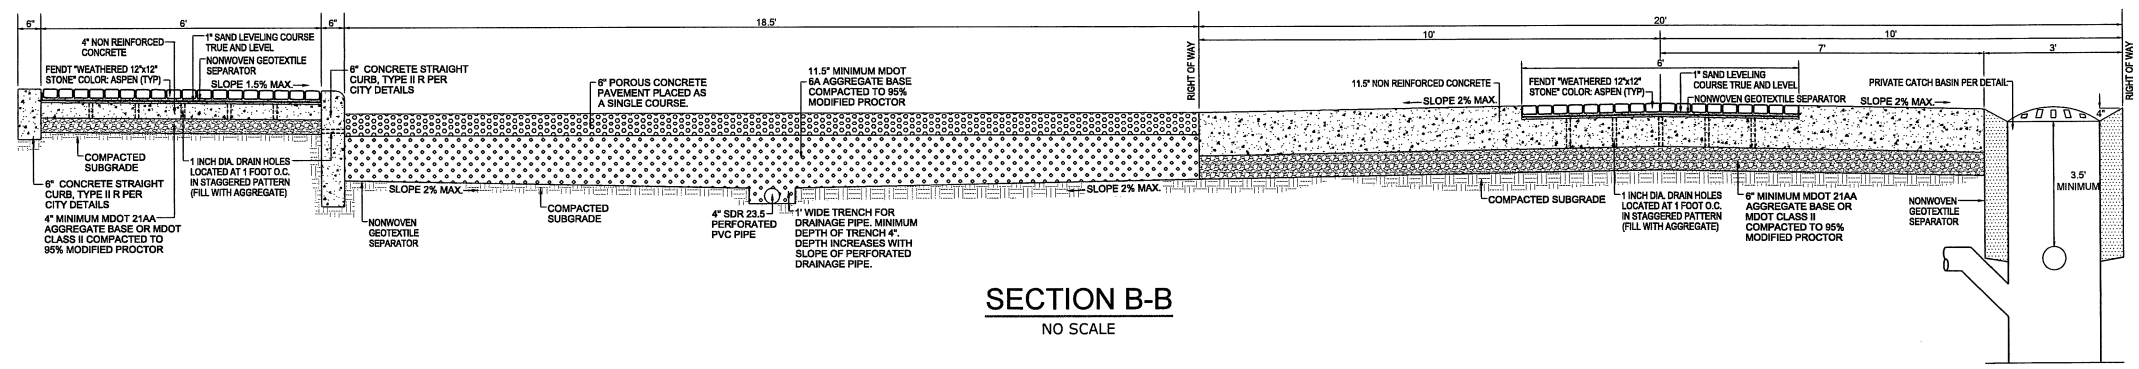 6"
6'
6"
18.5'
20'
10'
10'
7'
3'
6'
4" NON REINFORCED
CONCRETE
1" SAND LEVELING COURSE
TRUE AND LEVEL
NONWOVEN GEOTEXTILE
SEPARATOR
FENDT "WEATHERED 12"x12"
STONE" COLOR: ASPEN (TYP)
SLOPE 1.5% MAX.
6" CONCRETE STRAIGHT
CURB, TYPE II R PER
CITY DETAILS
6" POROUS CONCRETE
PAVEMENT PLACED AS
A SINGLE COURSE.
11.5" MINIMUM MDOT
6A AGGREGATE BASE
COMPACTED TO 95%
MODIFIED PROCTOR
RIGHT OF WAY
11.5" NON REINFORCED CONCRETE
SLOPE 2% MAX.
FENDT "WEATHERED 12"x12"
STONE" COLOR: ASPEN (TYP)
1" SAND LEVELING
COURSE TRUE AND LEVEL
NONWOVEN GEOTEXTILE SEPARATOR
SLOPE 2% MAX.
PRIVATE CATCH BASIN PER DETAIL
4"
RIGHT OF WAY
COMPACTED
SUBGRADE
6" CONCRETE STRAIGHT
CURB, TYPE II R PER
CITY DETAILS
4" MINIMUM MDOT 21AA
AGGREGATE BASE OR MDOT
CLASS II COMPACTED TO
95% MODIFIED PROCTOR
1 INCH DIA. DRAIN HOLES
LOCATED AT 1 FOOT O.C.
IN STAGGERED PATTERN
(FILL WITH AGGREGATE)
SLOPE 2% MAX.
NONWOVEN
GEOTEXTILE
SEPARATOR
COMPACTED
SUBGRADE
4" SDR 23.5
PERFORATED
PVC PIPE
1' WIDE TRENCH FOR
DRAINAGE PIPE. MINIMUM
DEPTH OF TRENCH 4".
DEPTH INCREASES WITH
SLOPE OF PERFORATED
DRAINAGE PIPE.
SLOPE 2% MAX.
COMPACTED SUBGRADE
1 INCH DIA. DRAIN HOLES
LOCATED AT 1 FOOT O.C.
IN STAGGERED PATTERN
(FILL WITH AGGREGATE)
6" MINIMUM MDOT 21AA
AGGREGATE BASE OR
MDOT CLASS II
COMPACTED TO 95%
MODIFIED PROCTOR
NONWOVEN
GEOTEXTILE
SEPARATOR
3.5'
MINIMUM
SECTION B-B
NO SCALE